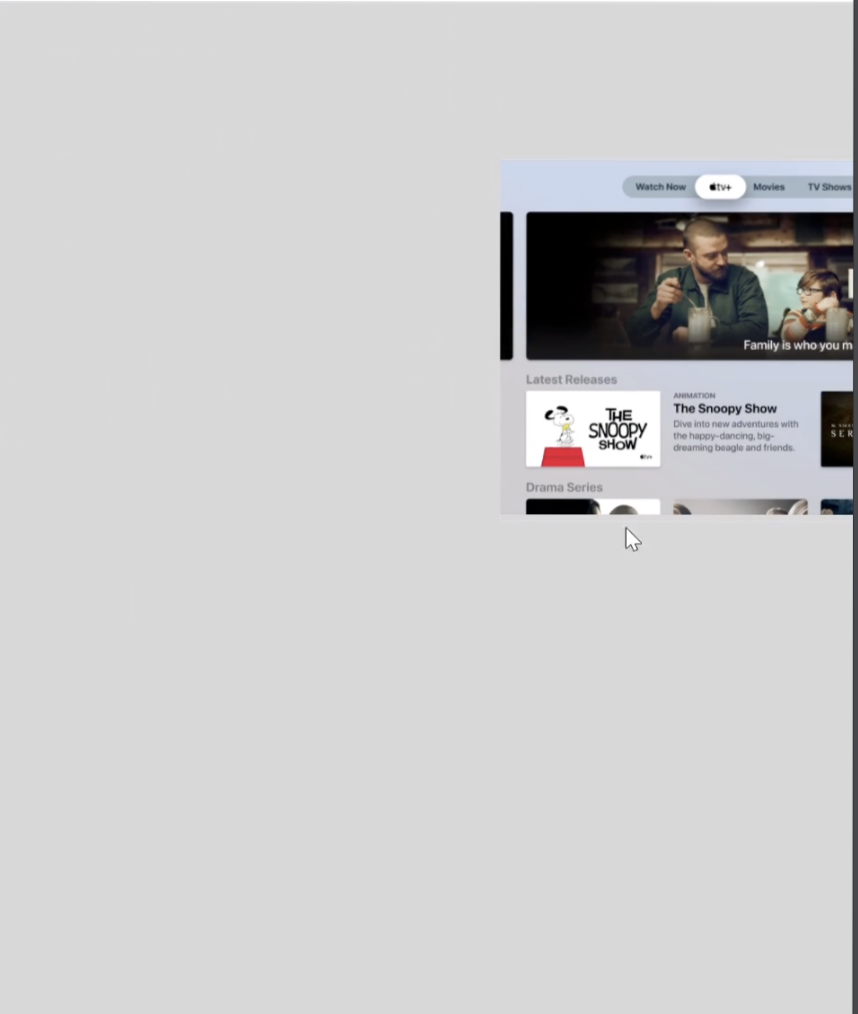 Watch Now
tv+
Movies
TV Shows
Family is who you m
Latest Releases
THE
SNOOPY
SHOW
tv+
ANIMATION
The Snoopy Show
Dive into new adventures with
the happy-dancing, big-
dreaming beagle and friends.
SER
Drama Series